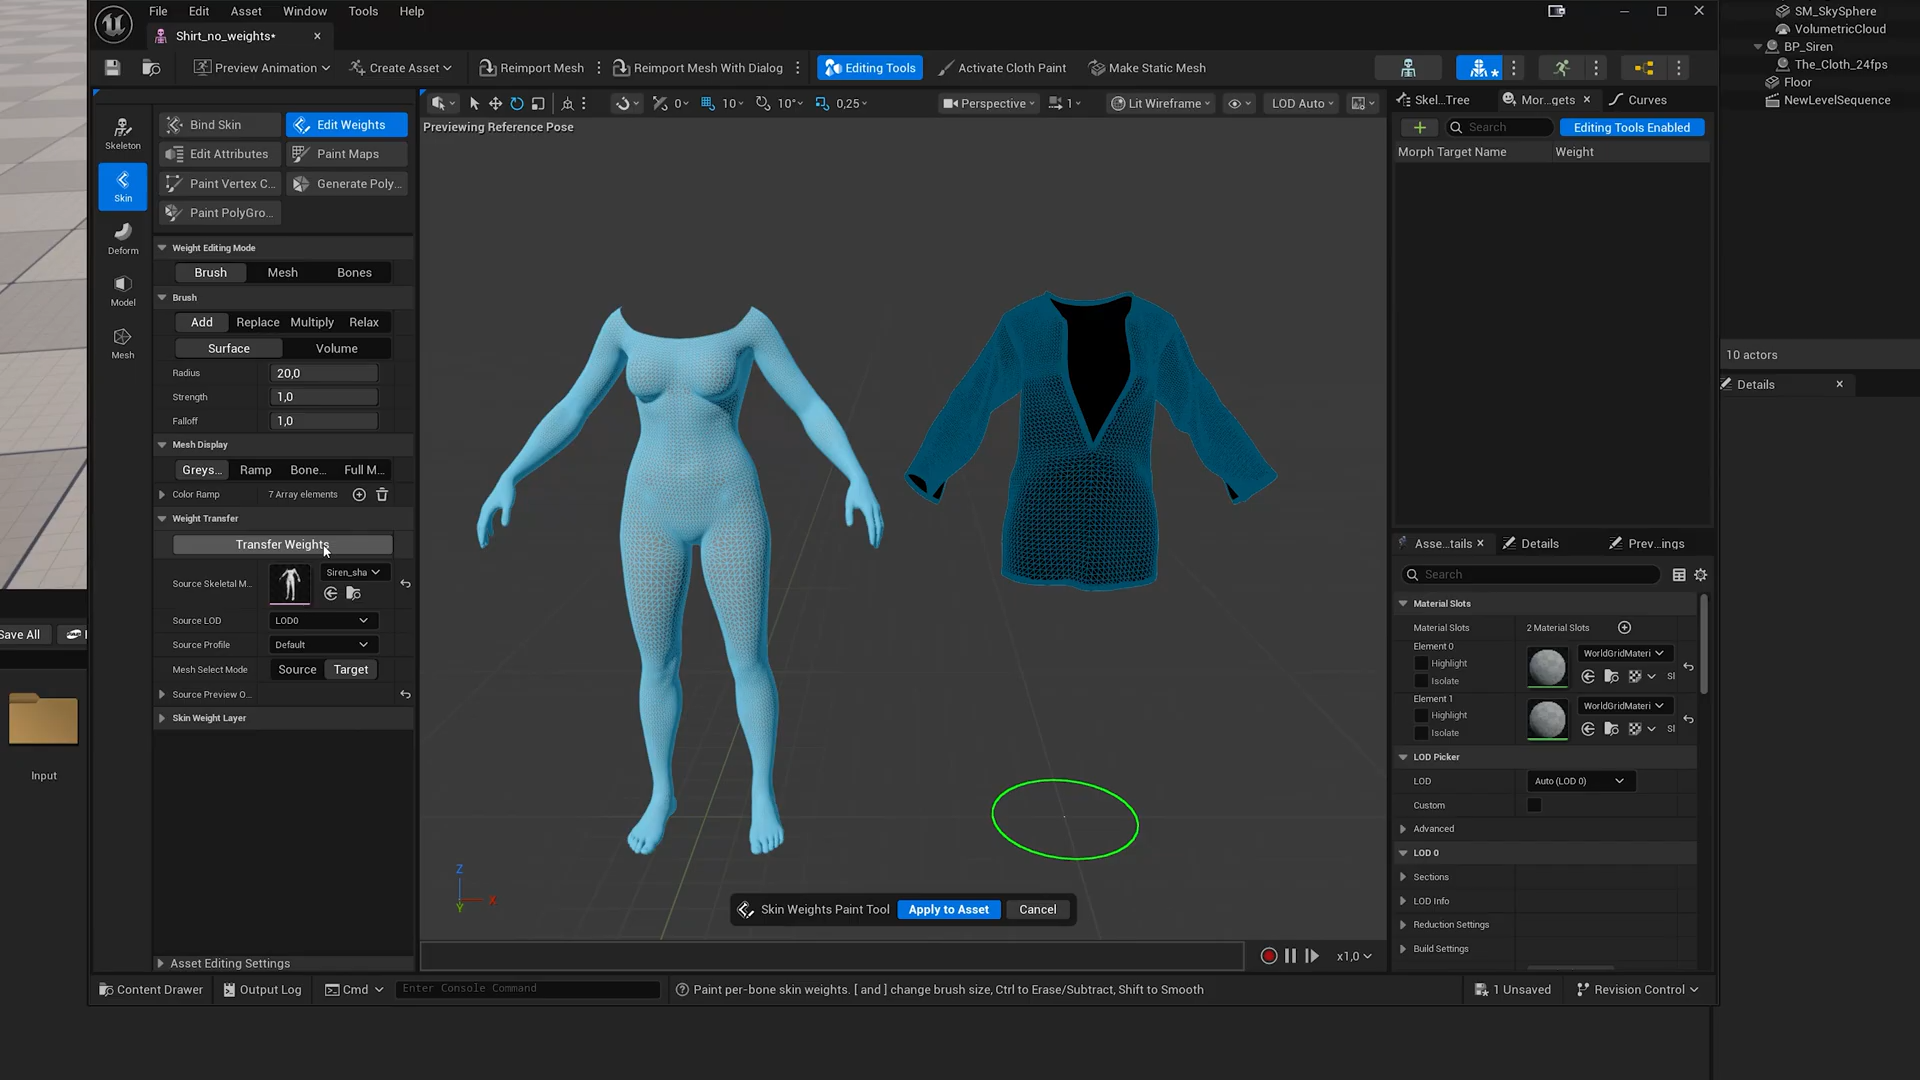 File Edit Asset Window Tools Help
Shirt_no_weights*
Preview Animation Create Asset Reimport Mesh Reimport Mesh With Dialog Editing Tools Activate Cloth Paint Make Static Mesh
Skeleton
Skin
Deform
Model
Mesh
Bind Skin Edit Weights
Edit Attributes Paint Maps
Paint Vertex C... Generate Poly...
Paint PolyGro...
Weight Editing Mode
Brush Mesh Bones
Brush
Add Replace Multiply Relax
Surface Volume
Radius 20,0
Strength 1,0
Falloff 1,0
Mesh Display
Greys... Ramp Bone... Full M...
Color Ramp 7 Array elements
Weight Transfer
Transfer Weights
Source Skeletal M... Siren_sha
Source LOD LOD0
Source Profile Default
Mesh Select Mode Source Target
Source Preview O...
Skin Weight Layer
Asset Editing Settings
0 10 10° 0,25 Perspective 1 Lit Wireframe LOD Auto
Previewing Reference Pose
Z
X
Y
Skin Weights Paint Tool Apply to Asset Cancel
x1,0
Skel...Tree Mor...gets Curves
Search Editing Tools Enabled
Morph Target Name Weight
Asse...tails Details Prev...ings
Search
Material Slots
Material Slots 2 Material Slots
Element 0
Highlight
Isolate
WorldGridMateri
Sl
Element 1
Highlight
Isolate
WorldGridMateri
Sl
LOD Picker
LOD Auto (LOD 0)
Custom
Advanced
LOD 0
Sections
LOD Info
Reduction Settings
Build Settings
Content Drawer Output Log Cmd Enter Console Command Paint per-bone skin weights. [ and ] change brush size, Ctrl to Erase/Subtract, Shift to Smooth 1 Unsaved Revision Control
SM_SkySphere
VolumetricCloud
BP_Siren
The_Cloth_24fps
Floor
NewLevelSequence
10 actors
Details
Save All
Input